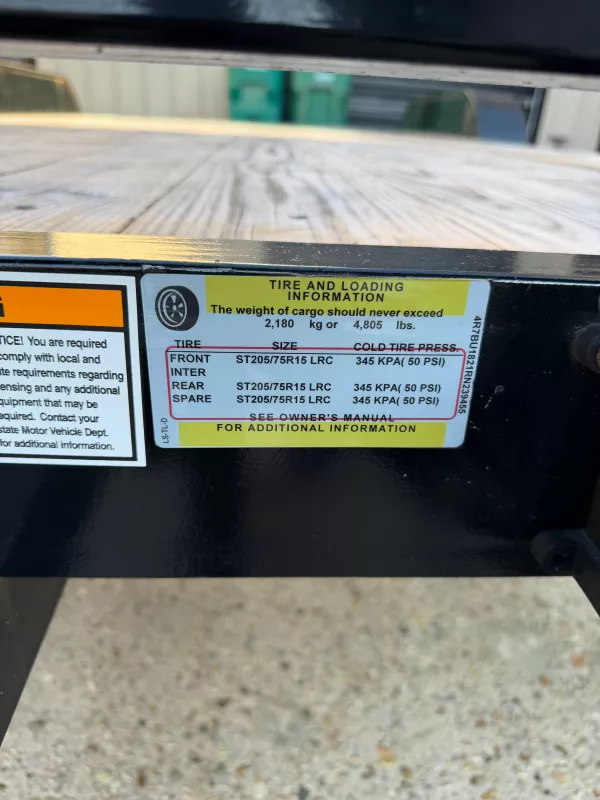 TICE! You are required
comply with local and
te requirements regarding
ensing and any additional
quipment that may be
equired. Contact your
state Motor Vehicle Dept.
for additional information.
TIRE AND LOADING
INFORMATION
The weight of cargo should never exceed
2,180 kg or 4,805 lbs.
TIRE SIZE COLD TIRE PRESS.
FRONT ST205/75R15 LRC 345 KPA( 50 PSI)
INTER
REAR ST205/75R15 LRC 345 KPA( 50 PSI)
SPARE ST205/75R15 LRC 345 KPA( 50 PSI)
SEE OWNER'S MANUAL
FOR ADDITIONAL INFORMATION
LS-TL-D
4R7BU1821RN239455